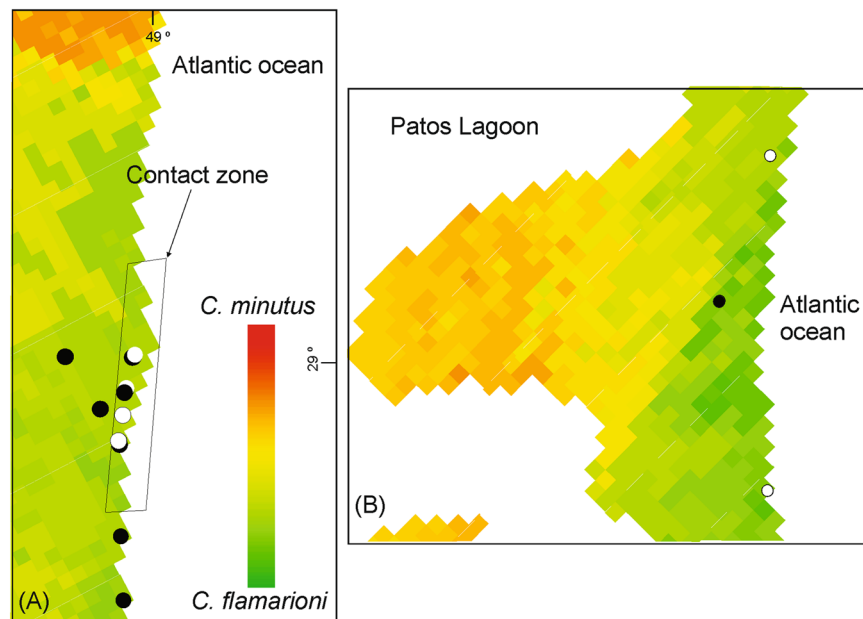 49 º
Atlantic ocean
Contact zone
C. minutus
29 º
C. flamarioni
(A)
Patos Lagoon
Atlantic
ocean
(B)